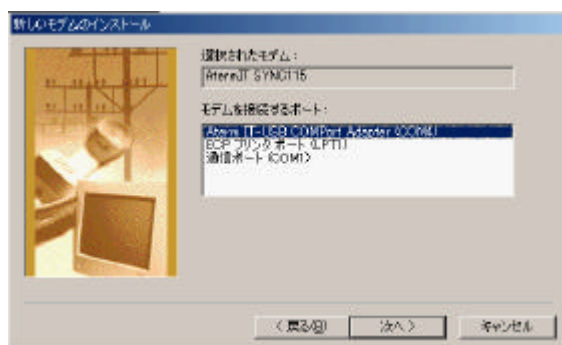 新しいモデムのインストール
選択されたモデム：
AtermIT SYNC115
モデムを接続するポート：
Aterm IT-USB COMPort Adapter (COM4)
ECP プリンタ ポート (LPT1)
通信ポート (COM1)
< 戻る(B)
次へ >
キャンセル